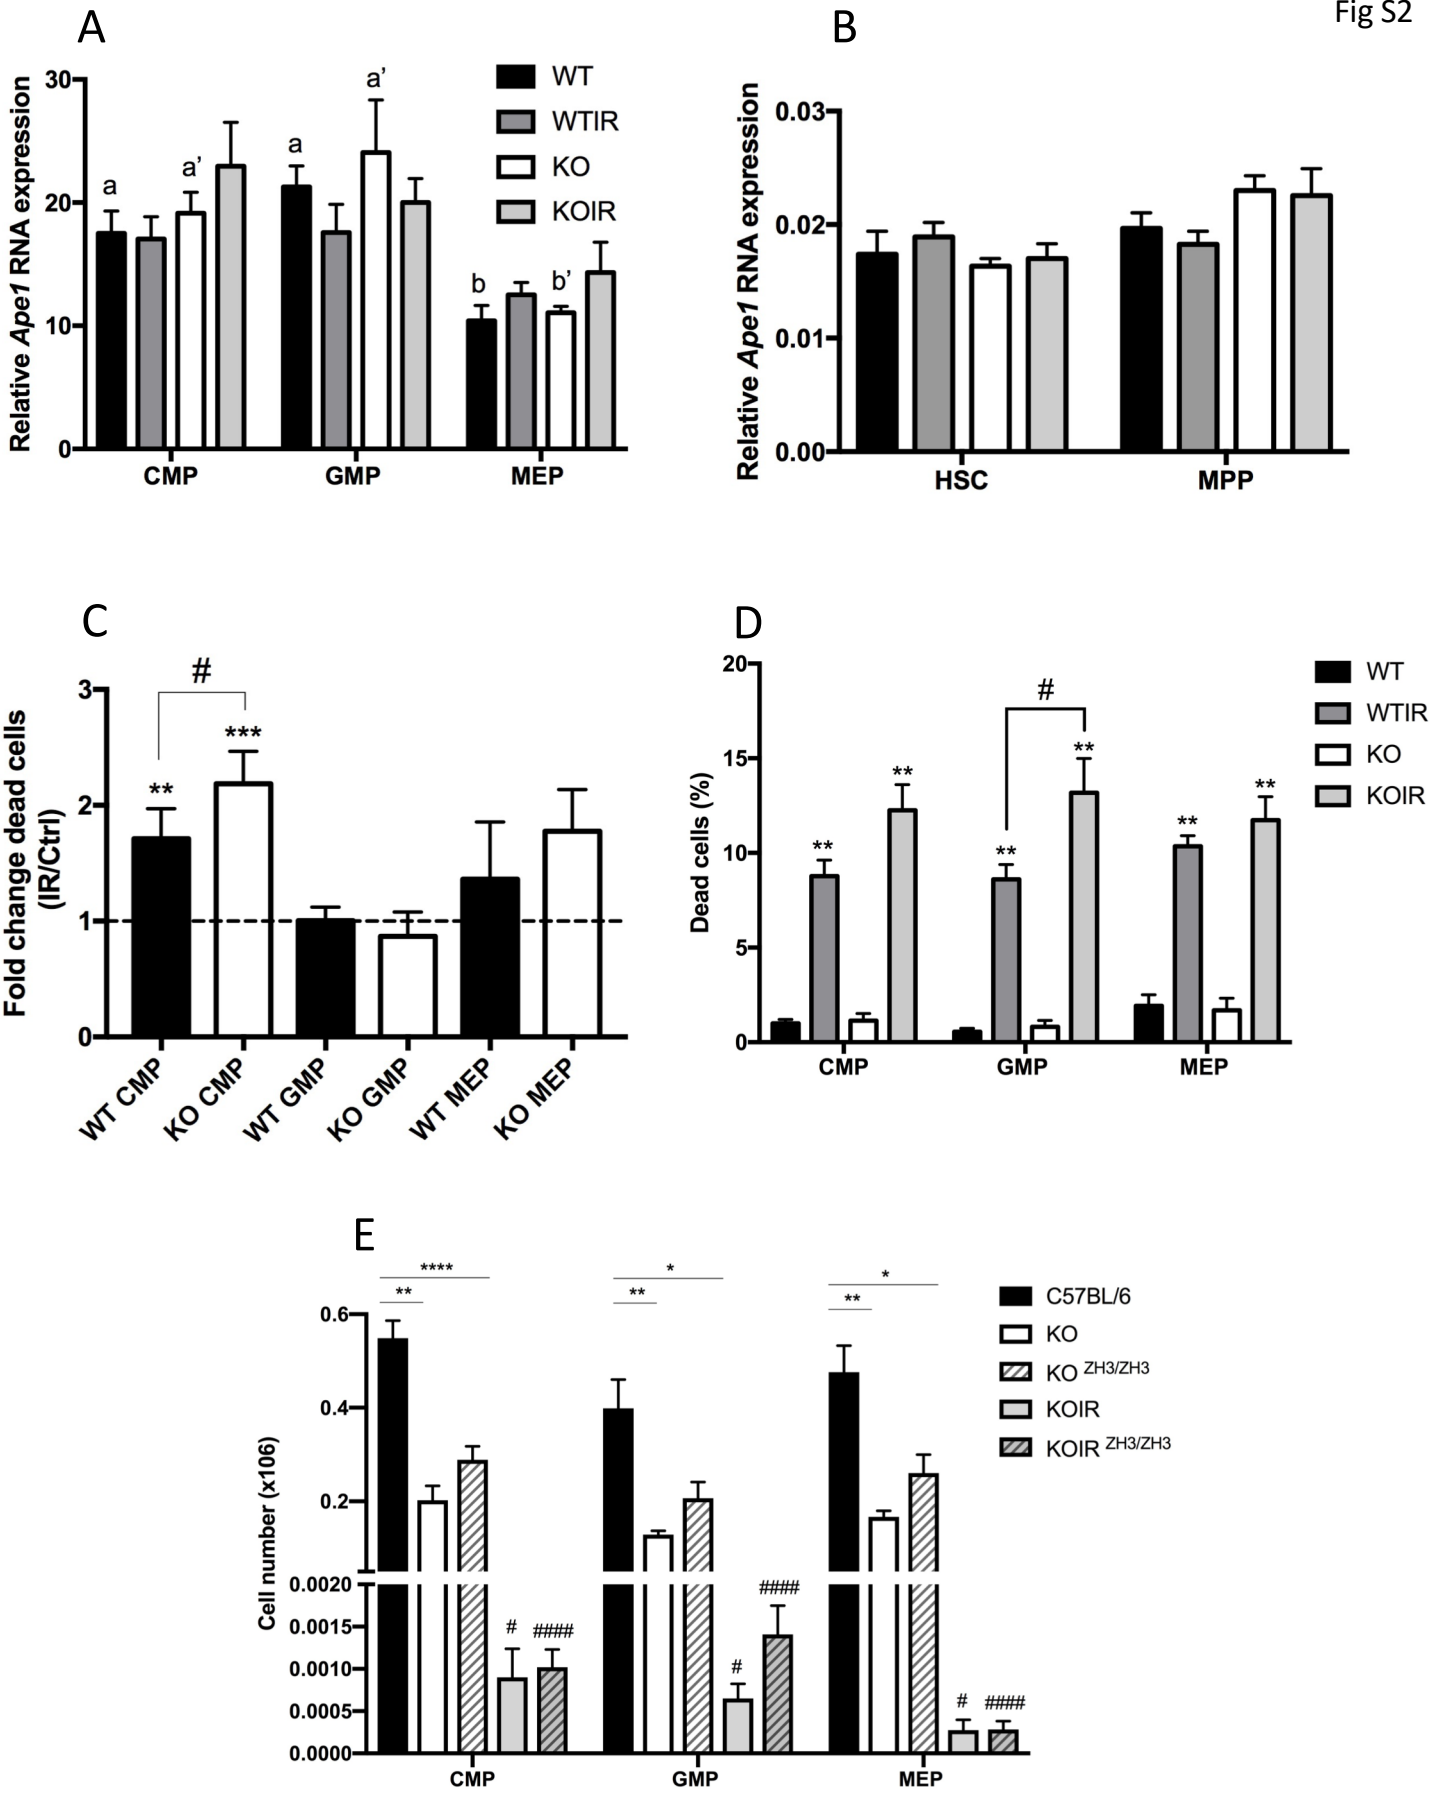 Fig S2
A
Relative Ape1 RNA expression
30
20
10
0
a
a’
a
a’
b
b’
CMP
GMP
MEP
WT
WTIR
KO
KOIR
B
Relative Ape1 RNA expression
0.03
0.02
0.01
0.00
HSC
MPP
C
Fold change dead cells
(IR/Ctrl)
3
2
1
0
#
**
***
WT CMP
KO CMP
WT GMP
KO GMP
WT MEP
KO MEP
D
Dead cells (%)
20
15
10
5
0
#
**
**
**
**
**
**
CMP
GMP
MEP
WT
WTIR
KO
KOIR
E
Cell number (x106)
0.6
0.4
0.2
0.0020
0.0015
0.0010
0.0005
0.0000
****
**
*
**
*
**
#
####
#
####
#
####
CMP
GMP
MEP
C57BL/6
KO
KO ZH3/ZH3
KOIR
KOIR ZH3/ZH3